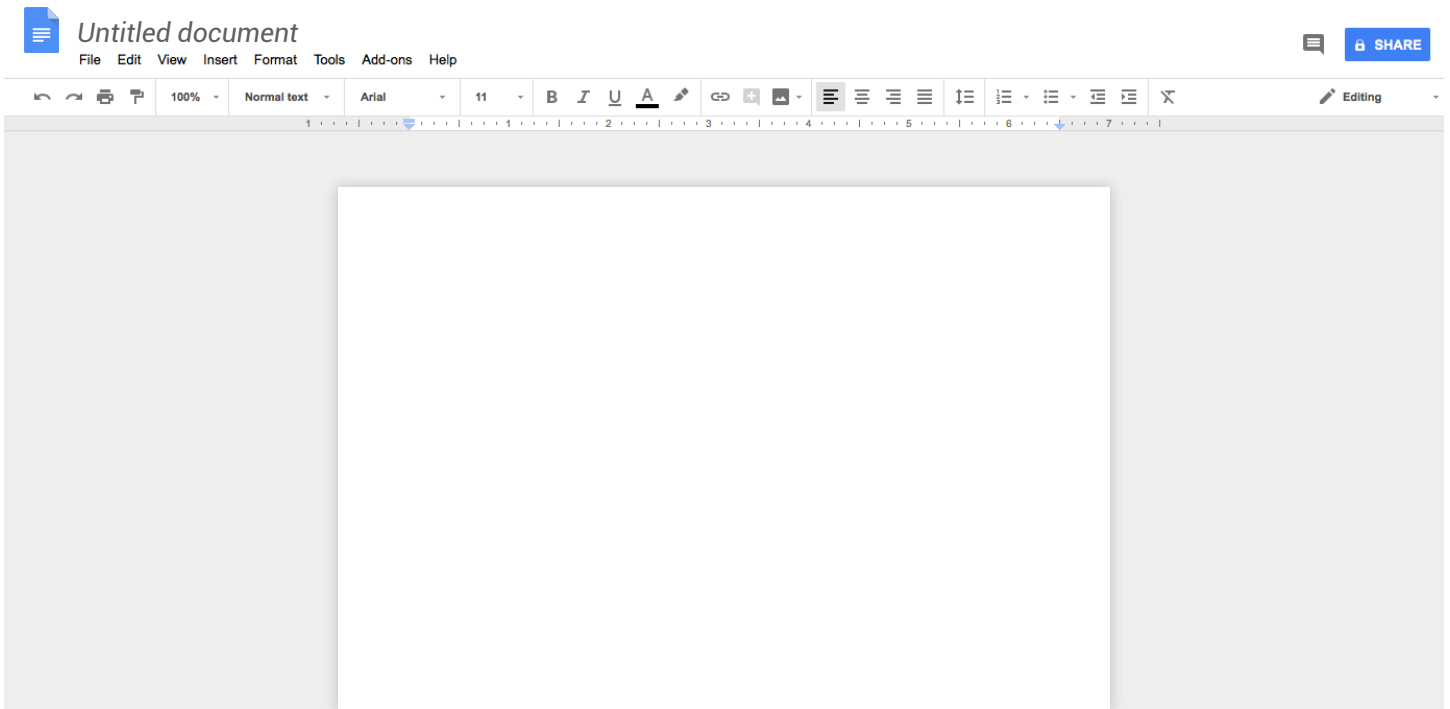 Untitled document
File Edit View Insert Format Tools Add-ons Help
SHARE
100% Normal text Arial 11 B I U A Editing
1 1 2 3 4 5 6 7